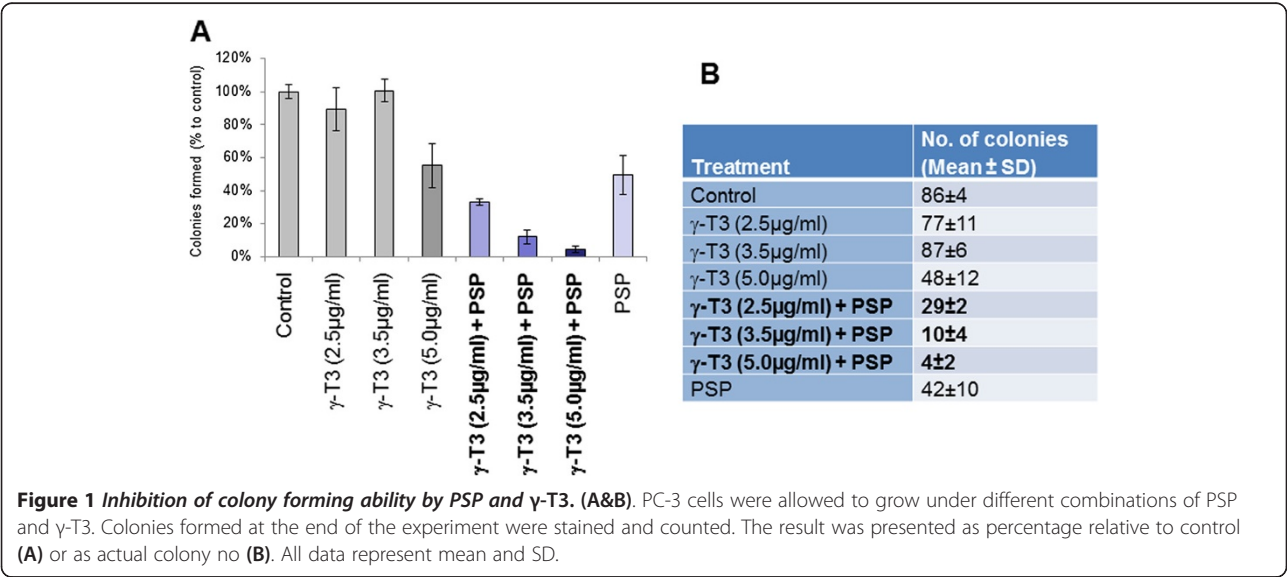 A
120%
100%
80%
60%
40%
20%
0%
Colonies formed (% to control)
Control
γ-T3 (2.5µg/ml)
γ-T3 (3.5µg/ml)
γ-T3 (5.0µg/ml)
γ-T3 (2.5µg/ml) + PSP
γ-T3 (3.5µg/ml) + PSP
γ-T3 (5.0µg/ml) + PSP
PSP
B
Treatment No. of colonies (Mean ± SD)
Control 86±4
γ-T3 (2.5µg/ml) 77±11
γ-T3 (3.5µg/ml) 87±6
γ-T3 (5.0µg/ml) 48±12
γ-T3 (2.5µg/ml) + PSP 29±2
γ-T3 (3.5µg/ml) + PSP 10±4
γ-T3 (5.0µg/ml) + PSP 4±2
PSP 42±10
Figure 1 Inhibition of colony forming ability by PSP and γ-T3. (A&B). PC-3 cells were allowed to grow under different combinations of PSP
and γ-T3. Colonies formed at the end of the experiment were stained and counted. The result was presented as percentage relative to control
(A) or as actual colony no (B). All data represent mean and SD.